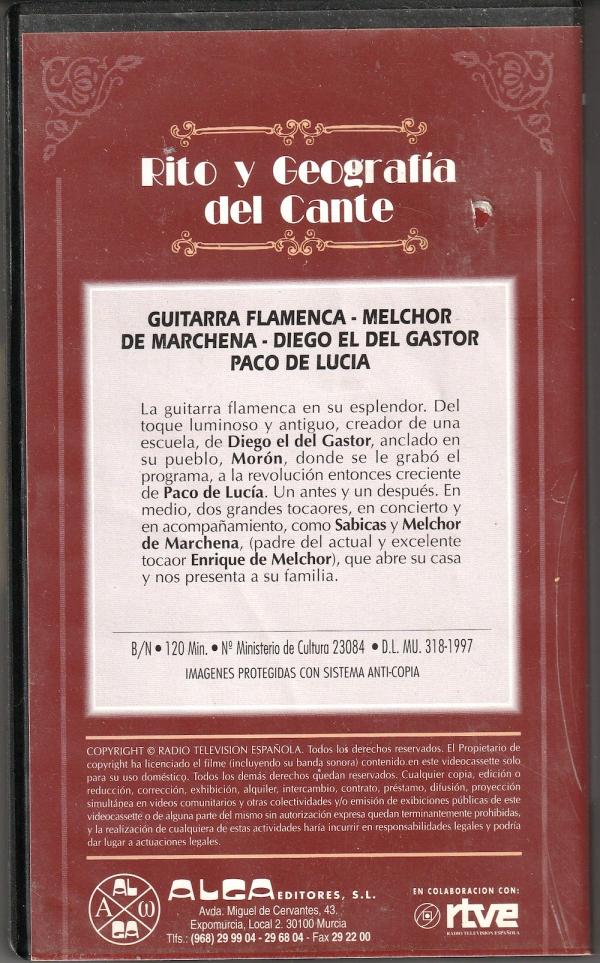 Rito y Geografía
del Cante
GUITARRA FLAMENCA - MELCHOR
DE MARCHENA - DIEGO EL DEL GASTOR
PACO DE LUCIA
La guitarra flamenca en su esplendor. Del
toque luminoso y antiguo, creador de una
escuela, de Diego el del Gastor, anclado en
su pueblo, Morón, donde se le grabó el
programa, a la revolución entonces creciente
de Paco de Lucía. Un antes y un después. En
medio, dos grandes tocaores, en concierto y
en acompañamiento, como Sabicas y Melchor
de Marchena, (padre del actual y excelente
tocaor Enrique de Melchor), que abre su casa
y nos presenta a su familia.
B/N • 120 Min. • Nº Ministerio de Cultura 23084 • D.L. MU. 318-1997
IMAGENES PROTEGIDAS CON SISTEMA ANTI-COPIA
COPYRIGHT © RADIO TELEVISION ESPAÑOLA. Todos los derechos reservados. El Propietario de
copyright ha licenciado el filme (incluyendo su banda sonora) contenido en este videocassette solo
para su uso doméstico. Todos los demás derechos quedan reservados. Cualquier copia, edición o
reducción, corrección, exhibición, alquiler, intercambio, contrato, préstamo, difusión, proyección
simultánea en videos comunitarios y otras colectividades y/o emisión de exibiciones públicas de este
videocassette o de alguna parte del mismo sin autorización expresa quedan terminantemente prohibidas,
y la realización de cualquiera de estas actividades haría incurrir en responsabilidades legales y podría
dar lugar a actuaciones legales.
AL
A ω
GA
ALGA EDITORES, S.L.
Avda. Miguel de Cervantes, 43.
Expomurcia, Local 2. 30100 Murcia
Tlfs.: (968) 29 99 04 - 29 68 04 - Fax 29 22 00
EN COLABORACION CON:
rtve
RADIO TELEVISION ESPAÑOLA